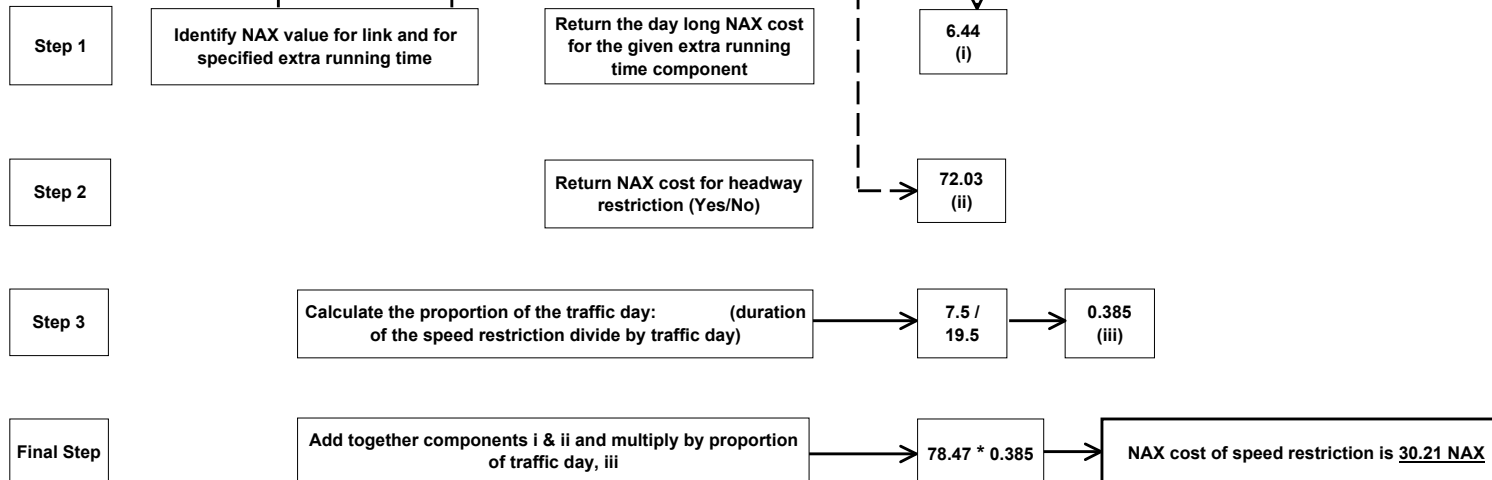 Step 1
Identify NAX value for link and for
specified extra running time
Return the day long NAX cost
for the given extra running
time component
6.44
(i)
Step 2
Return NAX cost for headway
restriction (Yes/No)
72.03
(ii)
Step 3
Calculate the proportion of the traffic day: (duration
of the speed restriction divide by traffic day)
7.5 /
19.5
0.385
(iii)
Final Step
Add together components i & ii and multiply by proportion
of traffic day, iii
78.47 * 0.385
NAX cost of speed restriction is 30.21 NAX